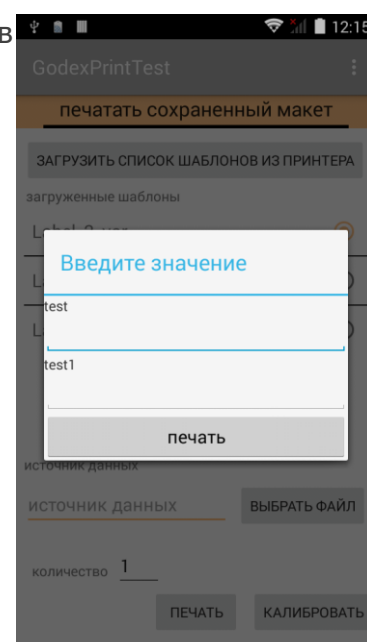 в
12:15
GodexPrintTest
печатать сохраненный макет
ЗАГРУЗИТЬ СПИСОК ШАБЛОНОВ ИЗ ПРИНТЕРА
загруженные шаблоны
Введите значение
test
test1
печать
источник данных
источник данных
ВЫБРАТЬ ФАЙЛ
количество 1
ПЕЧАТЬ КАЛИБРОВАТЬ